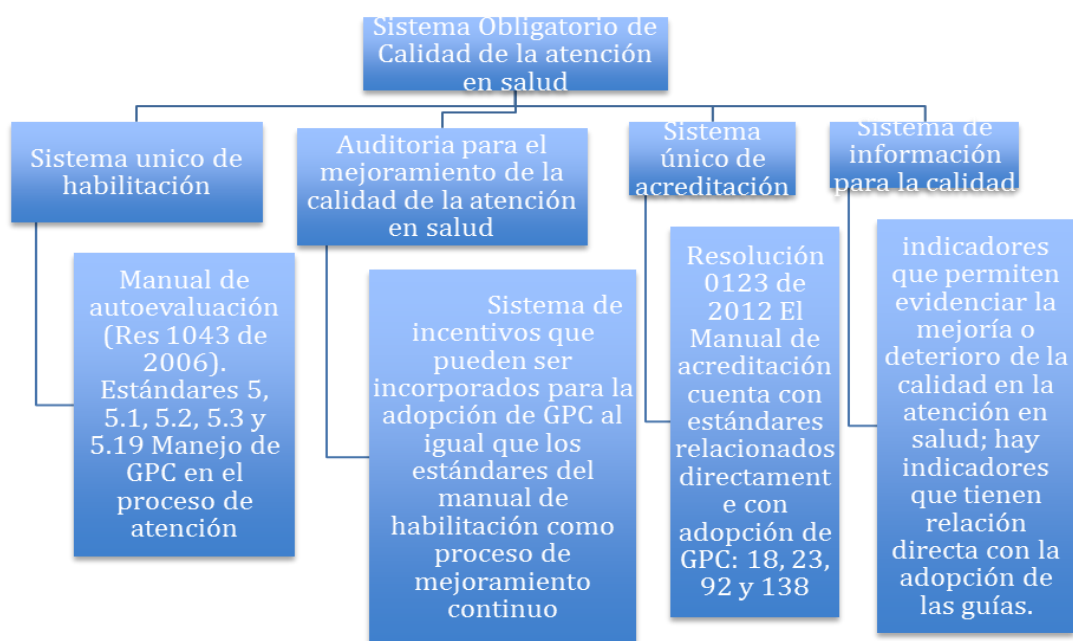 Sistema Obligatorio de
Calidad de la atención
en salud
Sistema unico de
habilitación
Manual de
autoevaluación
(Res 1043 de
2006).
Estándares 5,
5.1, 5.2, 5.3 y
5.19 Manejo de
GPC en el
proceso de
atención
Auditoria para el
mejoramiento de la
calidad de la atención
en salud
Sistema de
incentivos que
pueden ser
incorporados para la
adopción de GPC al
igual que los
estándares del
manual de
habilitación como
proceso de
mejoramiento
continuo
Sistema
único de
acreditación
Resolución
0123 de
2012 El
Manual de
acreditación
cuenta con
estándares
relacionados
directament
e con
adopción de
GPC: 18, 23,
92 y 138
Sistema de
información
para la calidad
indicadores
que permiten
evidenciar la
mejoría o
deterioro de la
calidad en la
atención en
salud; hay
indicadores
que tienen
relación
directa con la
adopción de
las guías.